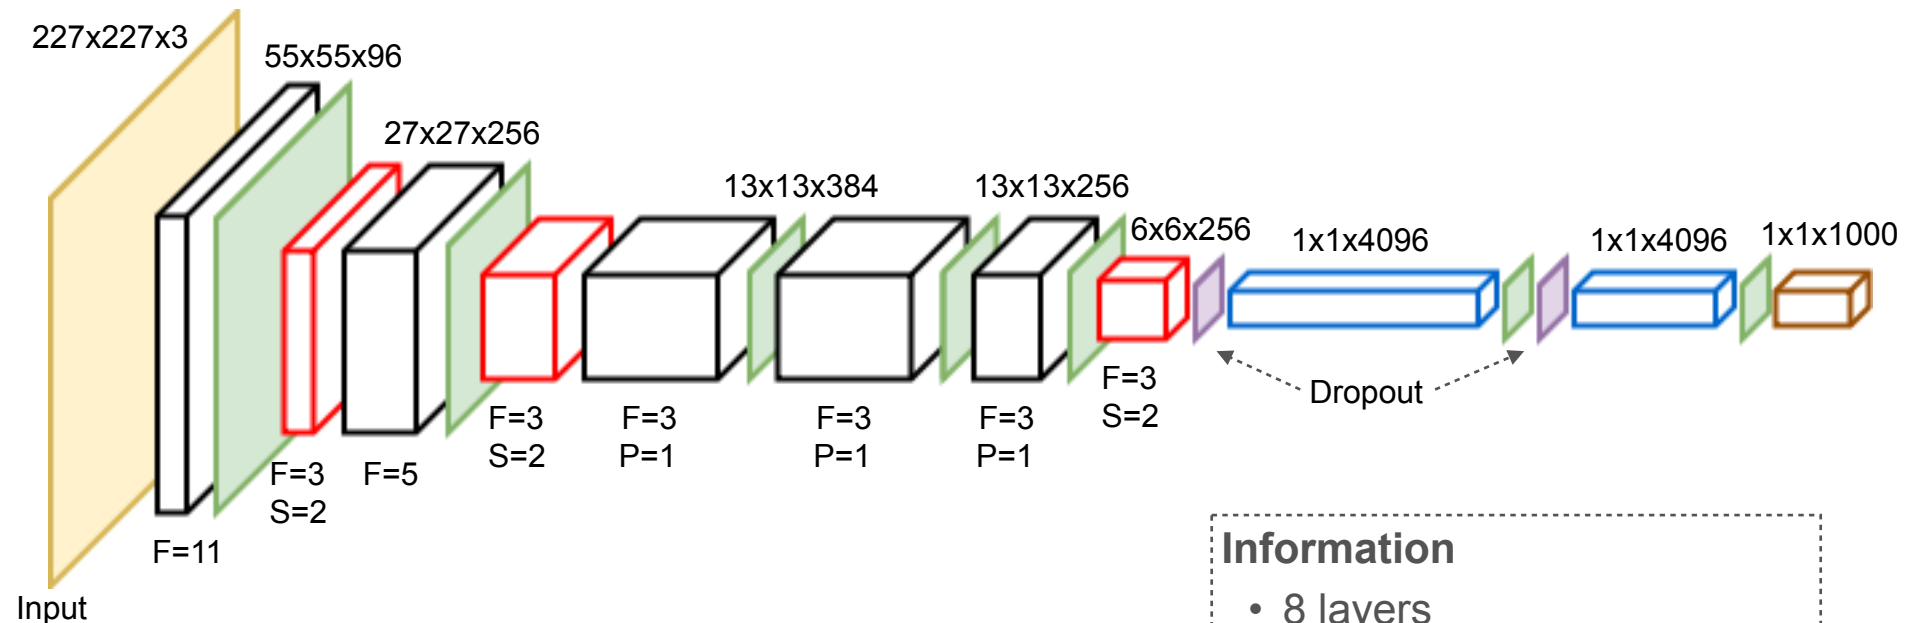 227x227x3
55x55x96
27x27x256
13x13x384
13x13x256
6x6x256
1x1x4096
1x1x4096
1x1x1000
Input
F=11
F=3
S=2
F=5
F=3
S=2
F=3
P=1
F=3
P=1
F=3
P=1
F=3
S=2
Dropout
Information
• 8 layers